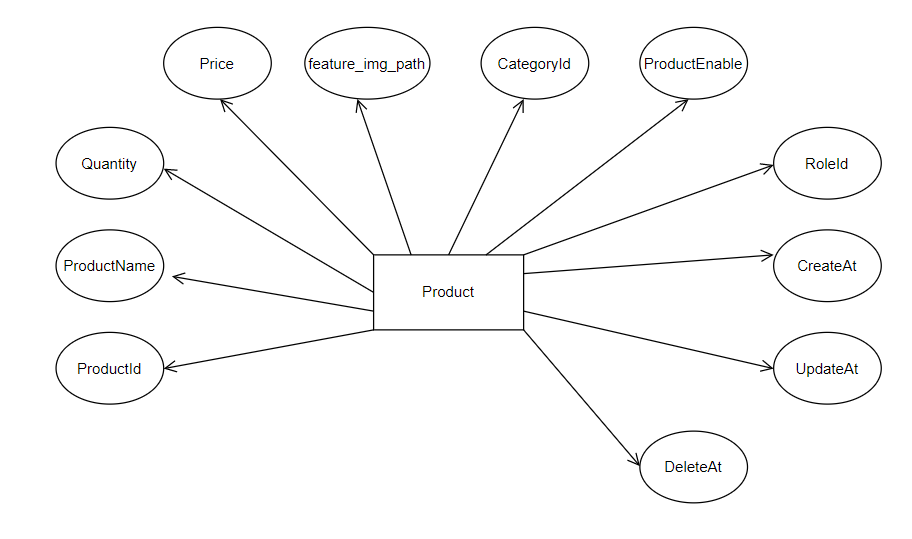 Price
feature_img_path
CategoryId
ProductEnable
Quantity
RoleId
ProductName
CreateAt
Product
ProductId
UpdateAt
DeleteAt